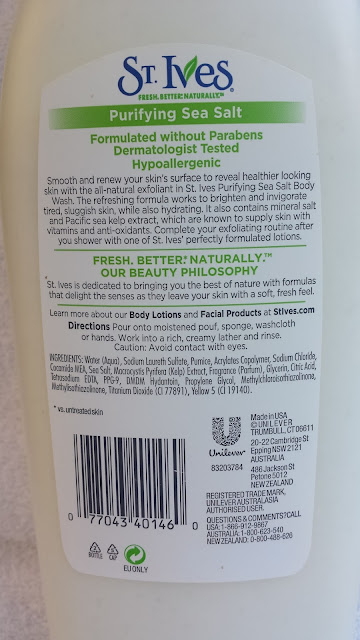 ST. IVES®
FRESH. BETTER. NATURALLY.™
Purifying Sea Salt
Formulated without Parabens
Dermatologist Tested
Hypoallergenic
Smooth and renew your skin's surface to reveal healthier looking
skin with the all-natural exfoliant in St. Ives Purifying Sea Salt Body
Wash. The refreshing formula works to brighten and invigorate
tired, sluggish skin, while also hydrating. It also contains mineral salt
and Pacific sea kelp extract, which are known to supply skin with
vitamins and anti-oxidants. Complete your exfoliating routine after
you shower with one of St. Ives' perfectly formulated lotions.
FRESH. BETTER.* NATURALLY.™
OUR BEAUTY PHILOSOPHY
St. Ives is dedicated to bringing you the best of nature with formulas
that delight the senses as they leave your skin with a soft, fresh feel.
Learn more about our Body Lotions and Facial Products at StIves.com
Directions Pour onto moistened pouf, sponge, washcloth
or hands. Work into a rich, creamy lather and rinse.
Caution: Avoid contact with eyes.
INGREDIENTS: Water (Aqua), Sodium Laureth Sulfate, Pumice, Acrylates Copolymer, Sodium Chloride,
Cocamide MEA, Sea Salt, Macrocystis Pyrifera (Kelp) Extract, Fragrance (Parfum), Glycerin, Citric Acid,
Tetrasodium EDTA, PPG-9, DMDM Hydantoin, Propylene Glycol, Methylchloroisothiazolinone,
Methylisothiazolinone, Titanium Dioxide (CI 77891), Yellow 5 (CI 19140).
* vs. untreated skin
0 77043 40146 0
2
BOTTLE
5
CAP
EU ONLY
Unilever
83203784
Made in USA
© UNILEVER
TRUMBULL, CT 06611
20-22 Cambridge St
Epping NSW 2121
AUSTRALIA
486 Jackson St
Petone 5012
NEW ZEALAND
REGISTERED TRADE MARK,
UNILEVER AUSTRALASIA
AUTHORISED USER.
QUESTIONS & COMMENTS? CALL
USA: 1-866-912-9867
AUSTRALIA: 1-800-623-540
NEW ZEALAND: 0-800-488-626